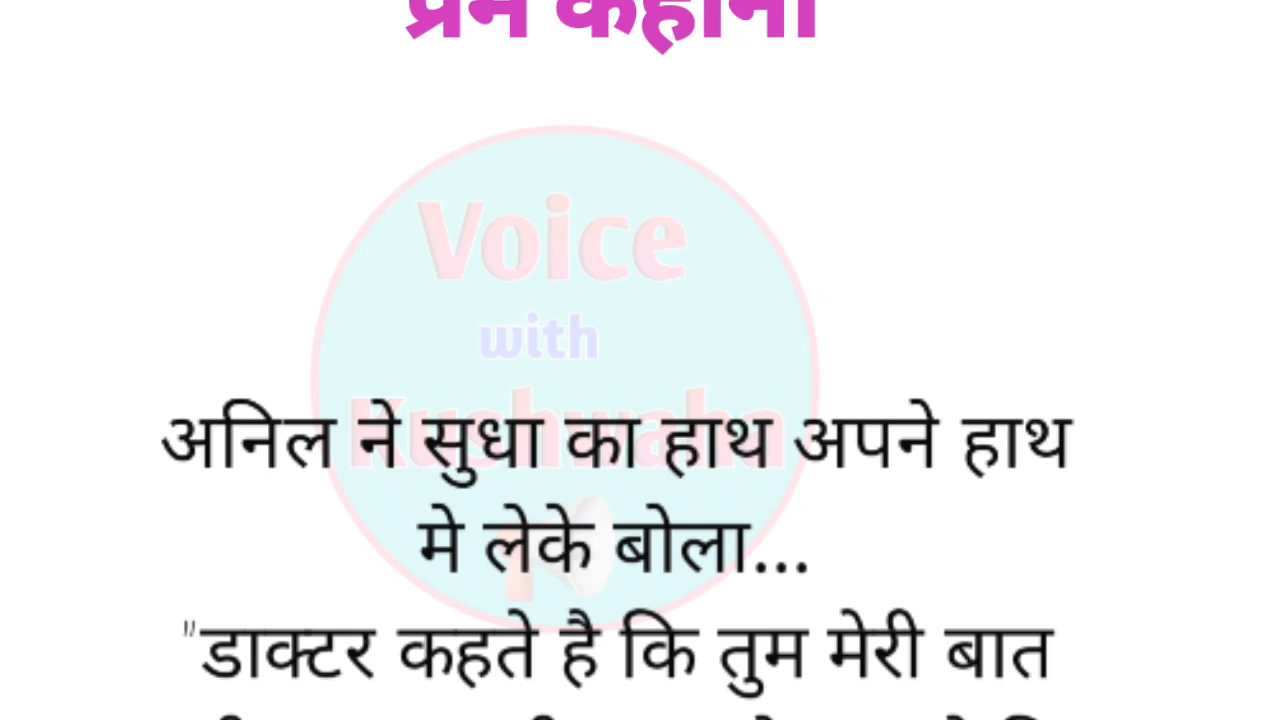 प्रेम कहानी
Voice
with
Kushwaha
अनिल ने सुधा का हाथ अपने हाथ
मे लेके बोला...
"डाक्टर कहते है कि तुम मेरी बात